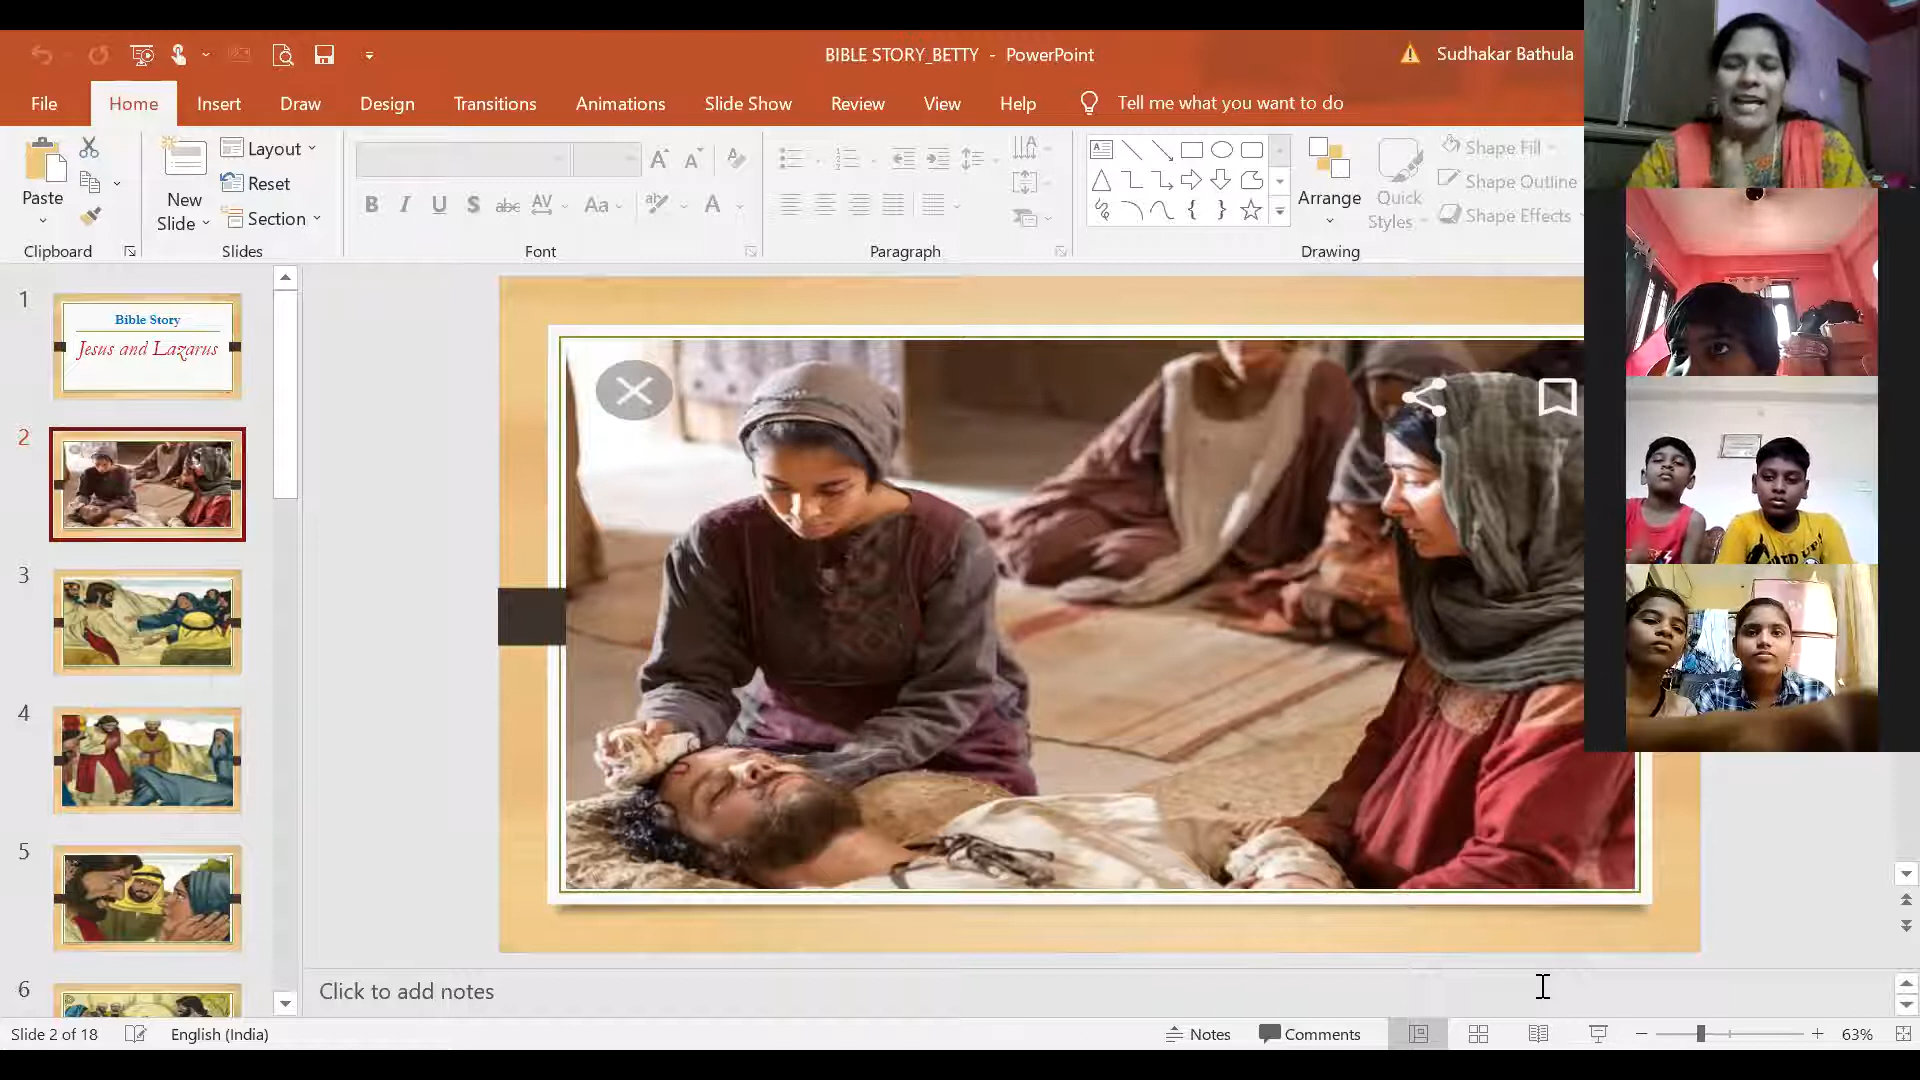 BIBLE STORY_BETTY - PowerPoint
Sudhakar Bathula
File Home Insert Draw Design Transitions Animations Slide Show Review View Help Tell me what you want to do
Paste
Clipboard
New Slide
Layout
Reset
Section
Slides
B I U S abc AV Aa A
Font
Paragraph
Arrange
Quick Styles
Shape Fill
Shape Outline
Shape Effects
Drawing
1
Bible Story
Jesus and Lazarus
2
3
4
5
6
Click to add notes
Slide 2 of 18
English (India)
Notes
Comments
63%